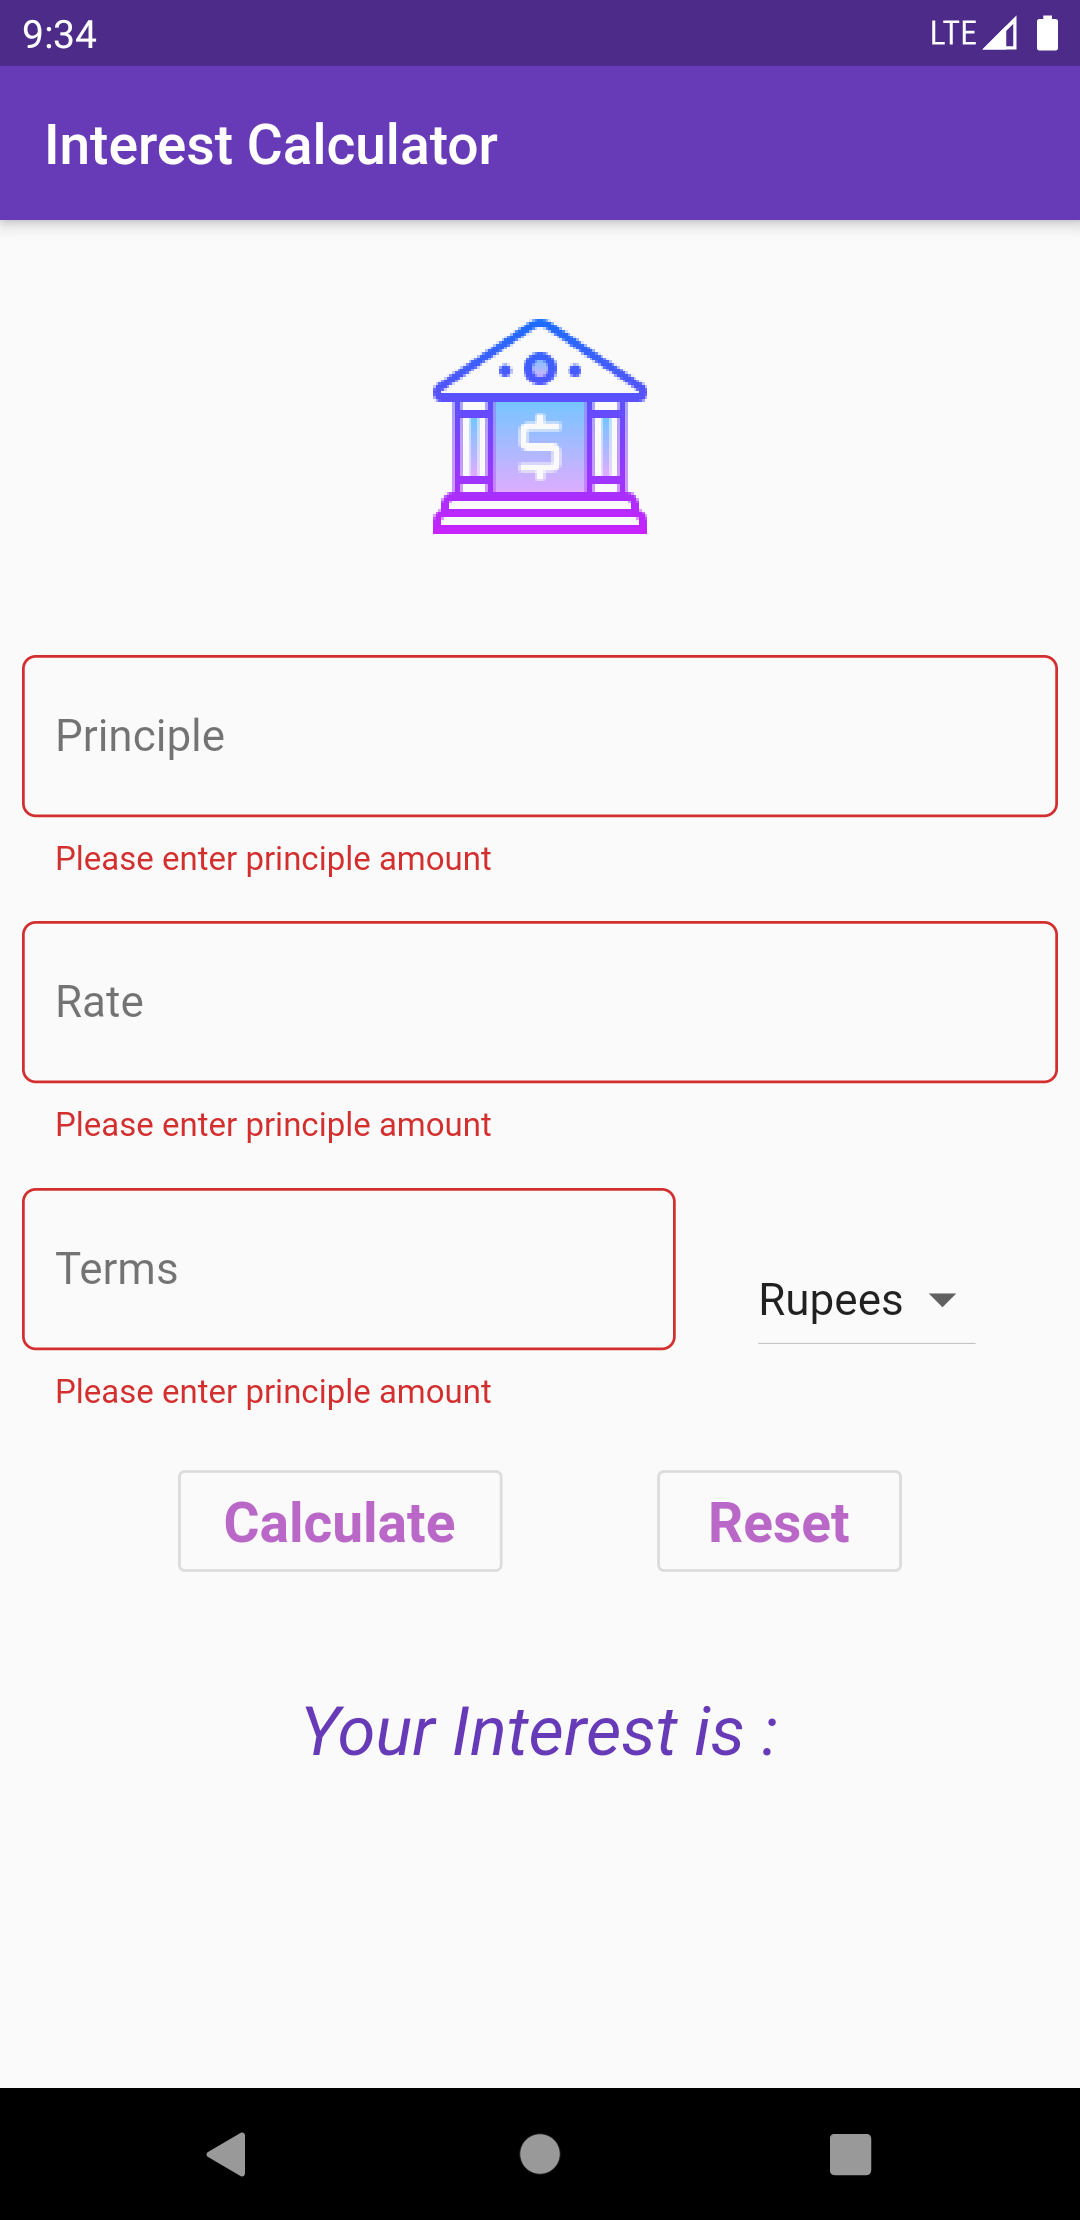 9:34
LTE
Interest Calculator
$
Principle
Please enter principle amount
Rate
Please enter principle amount
Terms
Rupees
Please enter principle amount
Calculate
Reset
Your Interest is :